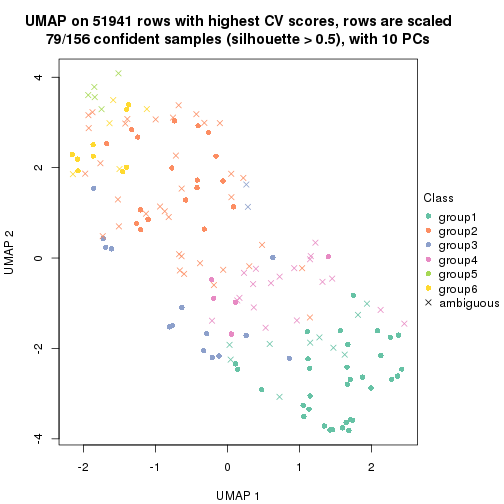 UMAP on 51941 rows with highest CV scores, rows are scaled
79/156 confident samples (silhouette > 0.5), with 10 PCs
4
2
0
-2
-4
UMAP 2
-2
-1
0
1
2
UMAP 1
Class
group1
group2
group3
group4
group5
group6
ambiguous